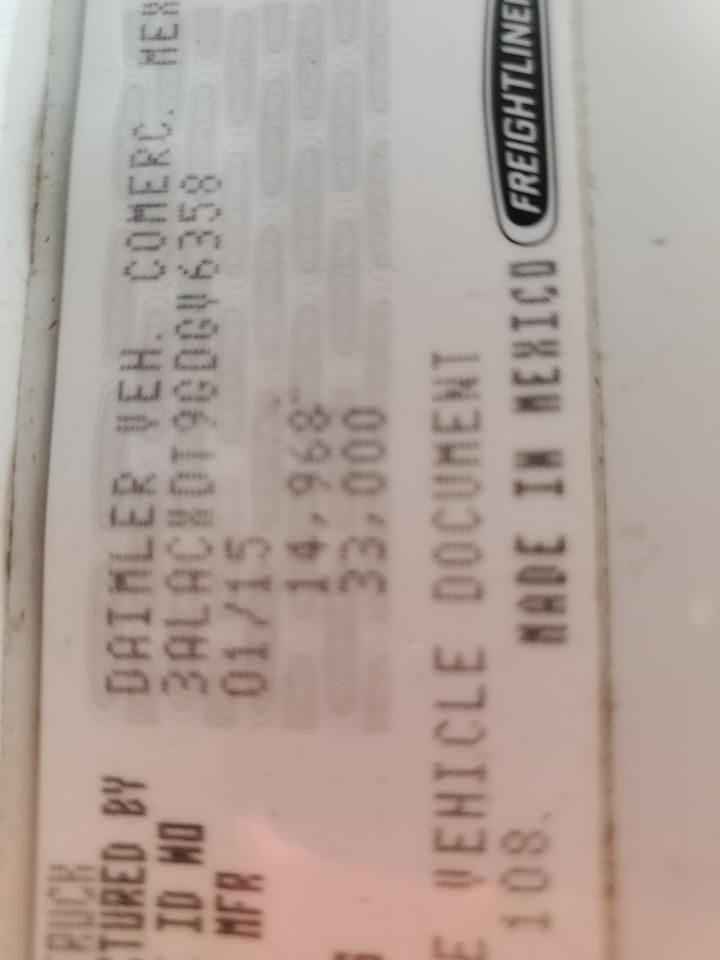 TRUCK
TURED BY DAIMLER VEH. COMERC. MEX
ID NO 3ALACWDT9GDGV6358
MFR 01/15
14,968
33,000
E VEHICLE DOCUMENT
108. MADE IN MEXICO FREIGHTLINER